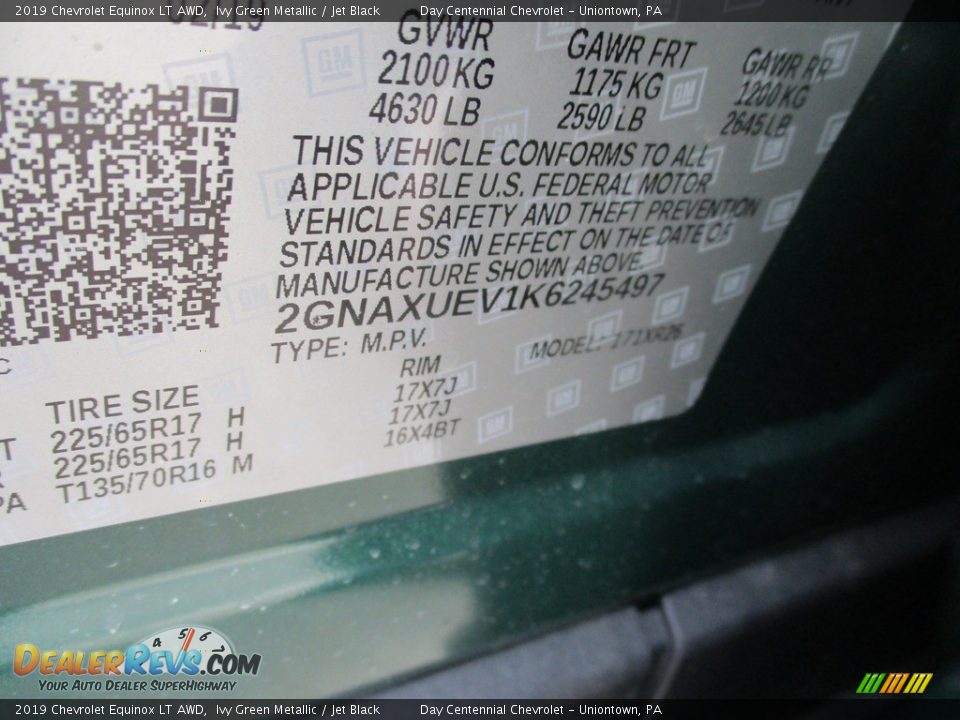 2019 Chevrolet Equinox LT AWD, Ivy Green Metallic / Jet Black Day Centennial Chevrolet – Uniontown, PA
02/19
GVWR GAWR FRT GAWR RR
2100 KG 1175 KG 1200 KG
4630 LB 2590 LB 2645 LB
THIS VEHICLE CONFORMS TO ALL
APPLICABLE U.S. FEDERAL MOTOR
VEHICLE SAFETY AND THEFT PREVENTION
STANDARDS IN EFFECT ON THE DATE OF
MANUFACTURE SHOWN ABOVE
2GNAXUEV1K6245497
TYPE: M.P.V. MODEL: 171XR26
TIRE SIZE RIM
225/65R17 H 17X7J
225/65R17 H 17X7J
T135/70R16 M 16X4BT
DEALERREVS.COM
YOUR AUTO DEALER SUPERHIGHWAY
2019 Chevrolet Equinox LT AWD, Ivy Green Metallic / Jet Black Day Centennial Chevrolet – Uniontown, PA